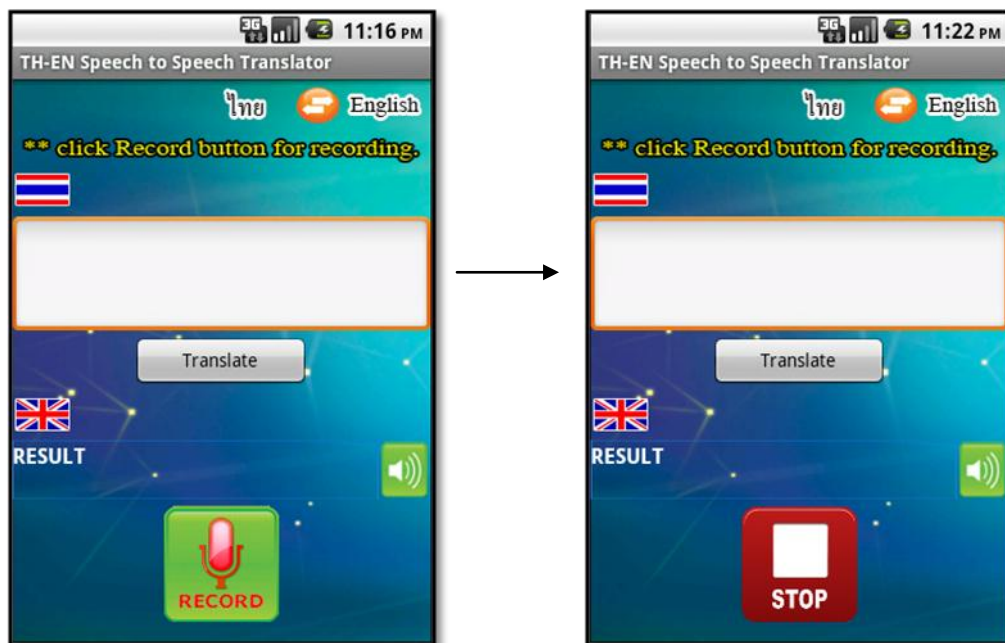 3G 11:16 PM
TH-EN Speech to Speech Translator
ไทย English
** click Record button for recording.
Translate
RESULT
RECORD
3G 11:22 PM
TH-EN Speech to Speech Translator
ไทย English
** click Record button for recording.
Translate
RESULT
STOP